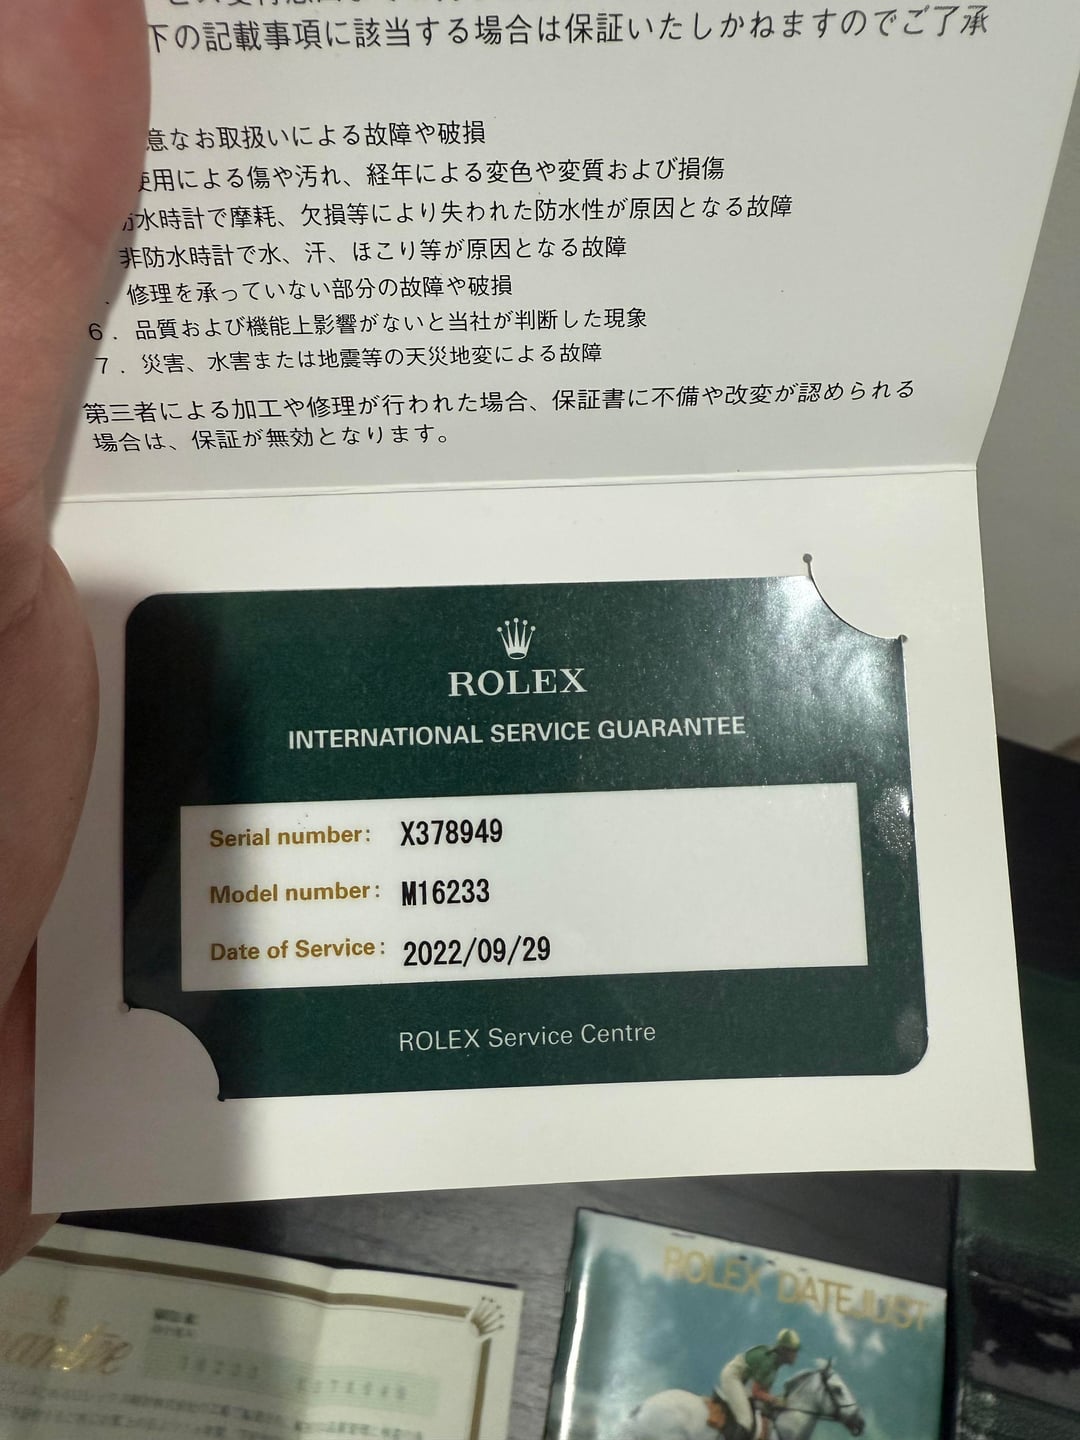 下の記載事項に該当する場合は保証いたしかねますのでご了承
意なお取扱いによる故障や破損
使用による傷や汚れ、経年による変色や変質および損傷
防水時計で摩耗、欠損等により失われた防水性が原因となる故障
非防水時計で水、汗、ほこり等が原因となる故障
．修理を承っていない部分の故障や破損
6．品質および機能上影響がないと当社が判断した現象
7．災害、水害または地震等の天災地変による故障
第三者による加工や修理が行われた場合、保証書に不備や改変が認められる
場合は、保証が無効となります。
ROLEX
INTERNATIONAL SERVICE GUARANTEE
Serial number: X378949
Model number: M16233
Date of Service: 2022/09/29
ROLEX Service Centre
ROLEX DATEJUST